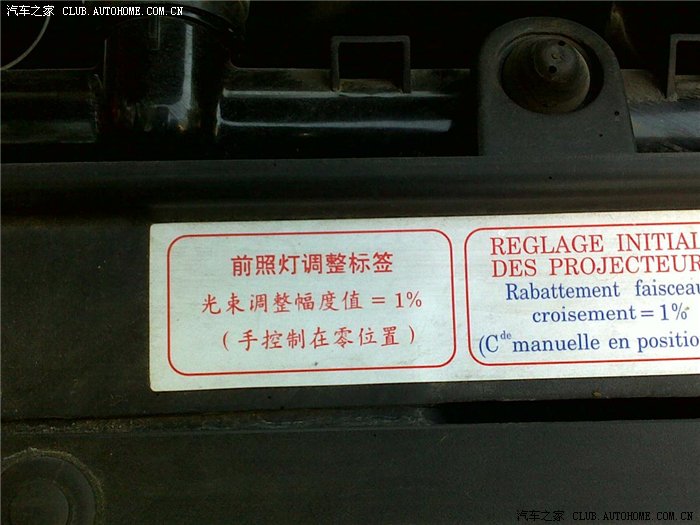 汽车之家 CLUB.AUTOHOME.COM.CN
前照灯调整标签
光束调整幅度值=1%
(手控制在零位置)
REGLAGE INITIAL
DES PROJECTEUR
Rabattement faisceau
croisement=1%
(Cde manuelle en position
汽车之家 CLUB.AUTOHOME.COM.CN